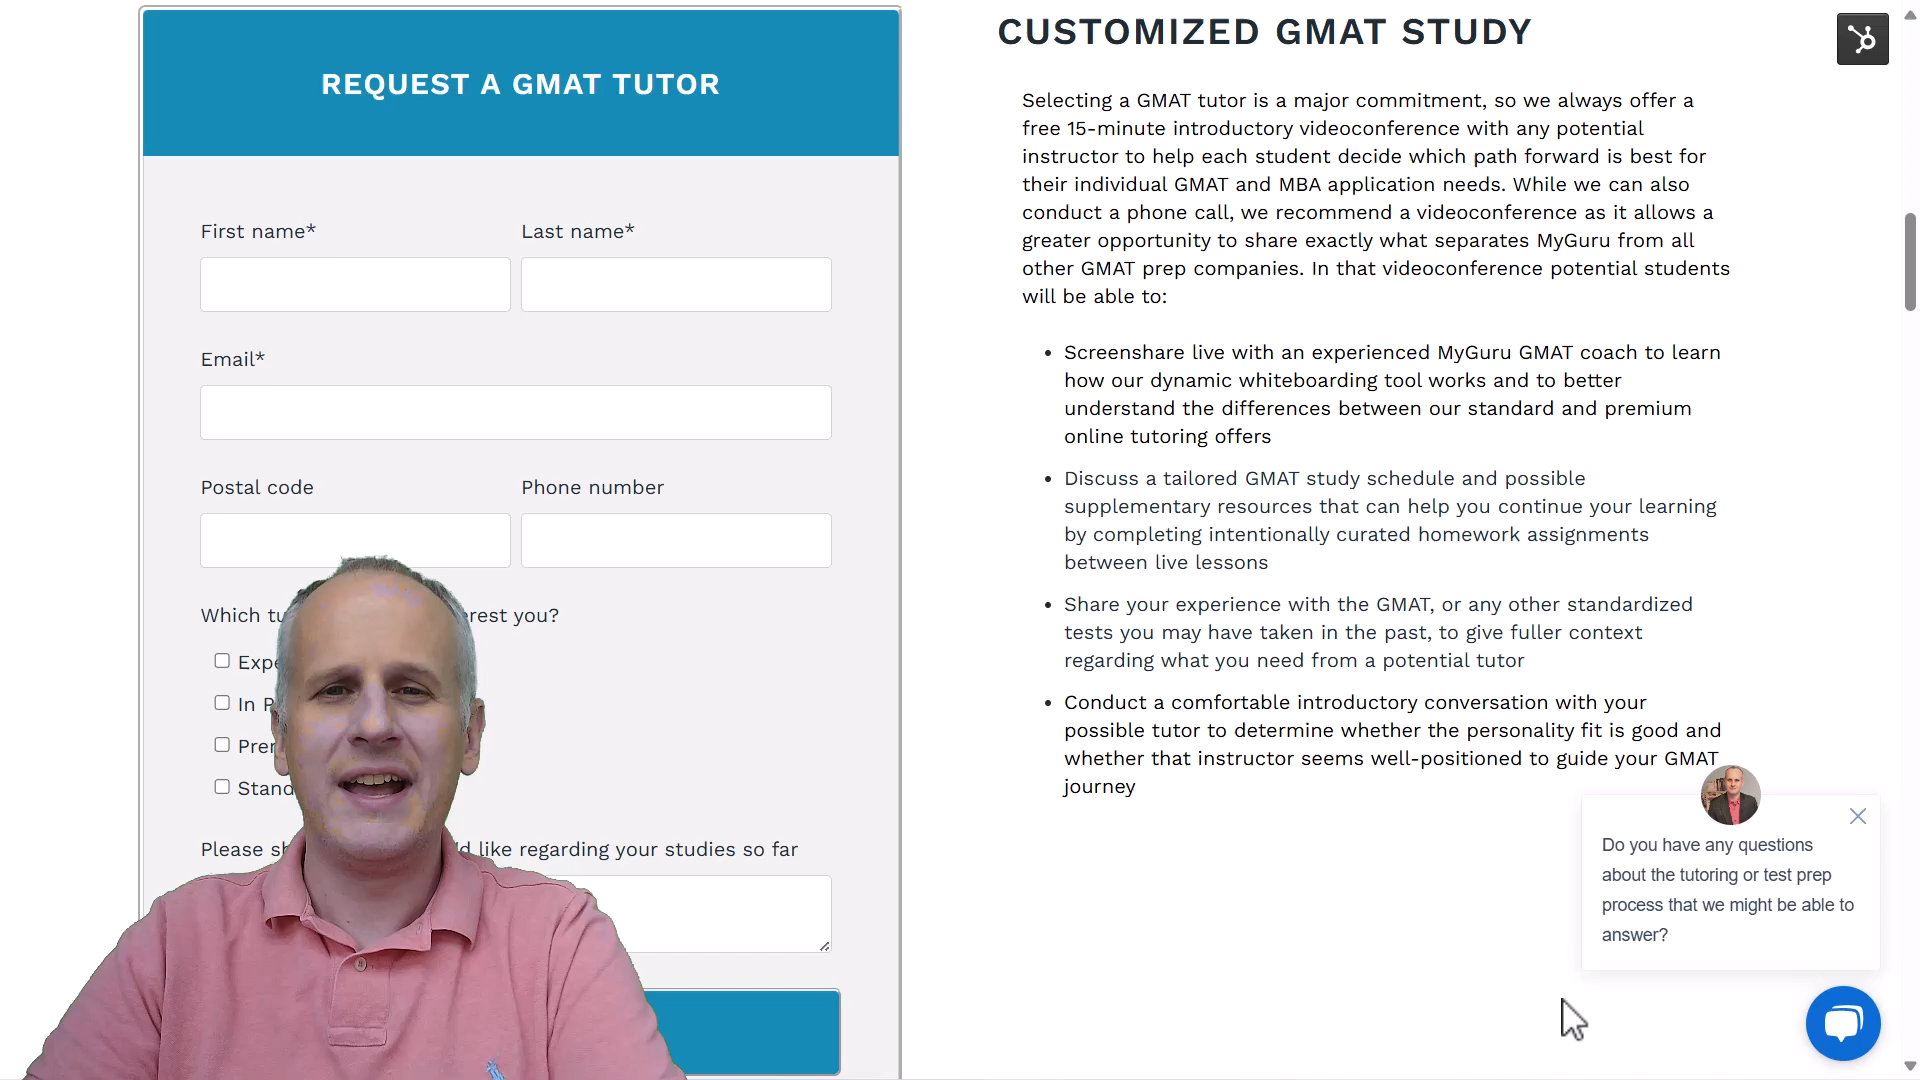 REQUEST A GMAT TUTOR
First name*
Last name*
Email*
Postal code
Phone number
Which
you?
In
Please
like regarding your studies so far
CUSTOMIZED GMAT STUDY
Selecting a GMAT tutor is a major commitment, so we always offer a
free 15-minute introductory videoconference with any potential
instructor to help each student decide which path forward is best for
their individual GMAT and MBA application needs. While we can also
conduct a phone call, we recommend a videoconference as it allows a
greater opportunity to share exactly what separates MyGuru from all
other GMAT prep companies. In that videoconference potential students
will be able to:
• Screenshare live with an experienced MyGuru GMAT coach to learn
how our dynamic whiteboarding tool works and to better
understand the differences between our standard and premium
online tutoring offers
• Discuss a tailored GMAT study schedule and possible
supplementary resources that can help you continue your learning
by completing intentionally curated homework assignments
between live lessons
• Share your experience with the GMAT, or any other standardized
tests you may have taken in the past, to give fuller context
regarding what you need from a potential tutor
• Conduct a comfortable introductory conversation with your
possible tutor to determine whether the personality fit is good and
whether that instructor seems well-positioned to guide your GMAT
journey
Do you have any questions
about the tutoring or test prep
process that we might be able to
answer?